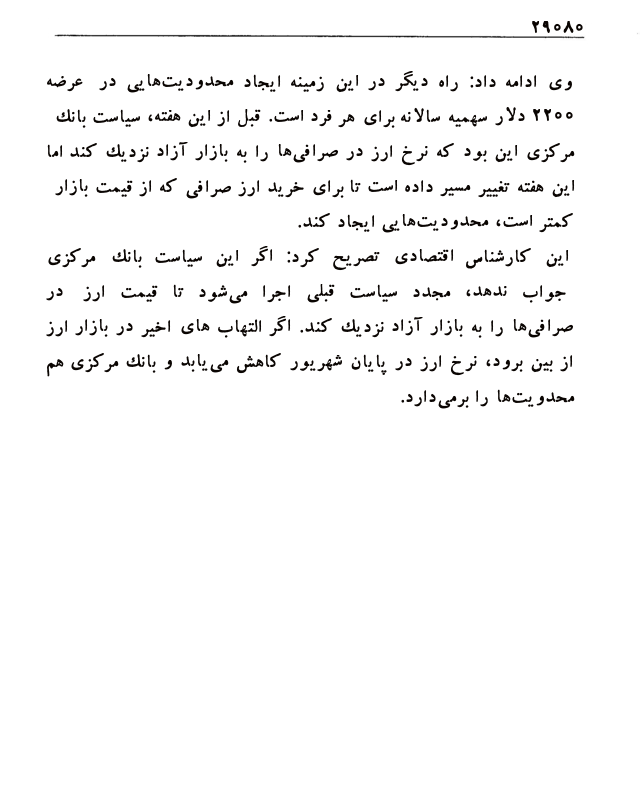 ۲۹۰۸۰
وی ادامه داد: راه دیگر در این زمینه ایجاد محدودیت‌هایی در عرضه
۲۲۰۰ دلار سهمیه سالانه برای هر فرد است. قبل از این هفته، سیاست بانك
مرکزی این بود که نرخ ارز در صرافی‌ها را به بازار آزاد نزدیك کند اما
این هفته تغییر مسیر داده است تا برای خرید ارز صرافی که از قیمت بازار
کمتر است، محدودیت‌هایی ایجاد کند.
این کارشناس اقتصادی تصریح کرد: اگر این سیاست بانك مرکزی
جواب ندهد، مجدد سیاست قبلی اجرا می‌شود تا قیمت ارز در
صرافی‌ها را به بازار آزاد نزدیك کند. اگر التهاب های اخیر در بازار ارز
از بین برود، نرخ ارز در پایان شهریور کاهش می‌یابد و بانك مرکزی هم
محدویت‌ها را برمی‌دارد.